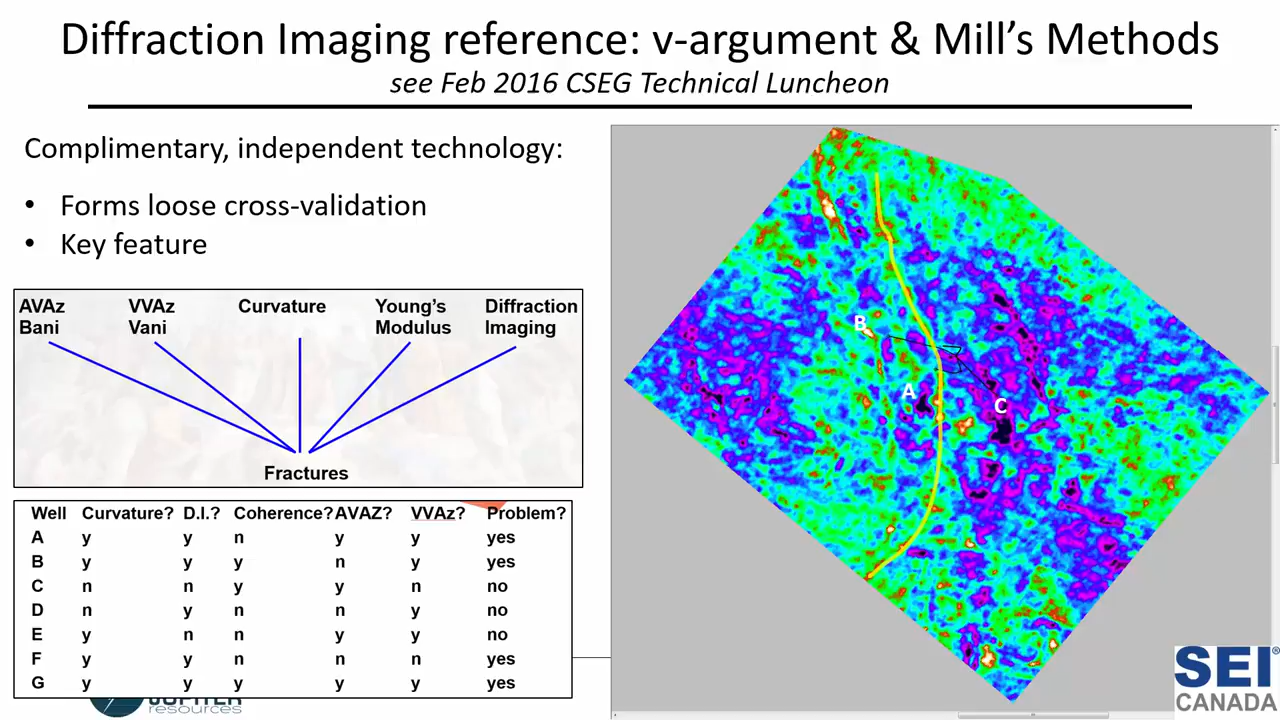 Diffraction Imaging reference: v-argument & Mill's Methods
see Feb 2016 CSEG Technical Luncheon
Complimentary, independent technology:
• Forms loose cross-validation
• Key feature
AVAz VVAz Curvature Young's Diffraction
Bani Vani Modulus Imaging
Fractures
Well Curvature? D.I.? Coherence? AVAZ? VVAz? Problem?
A y y n y y yes
B y y y n y yes
C n n y y n no
D n y n n y no
E y n n y y no
F y y n n n yes
G y y y y y yes
B
A
C
JUPITER
resources
SEI®
CANADA